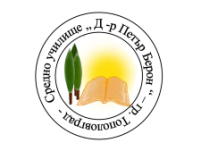 Средно училище „Д -р Петър Берон“ – гр. Тополовград -